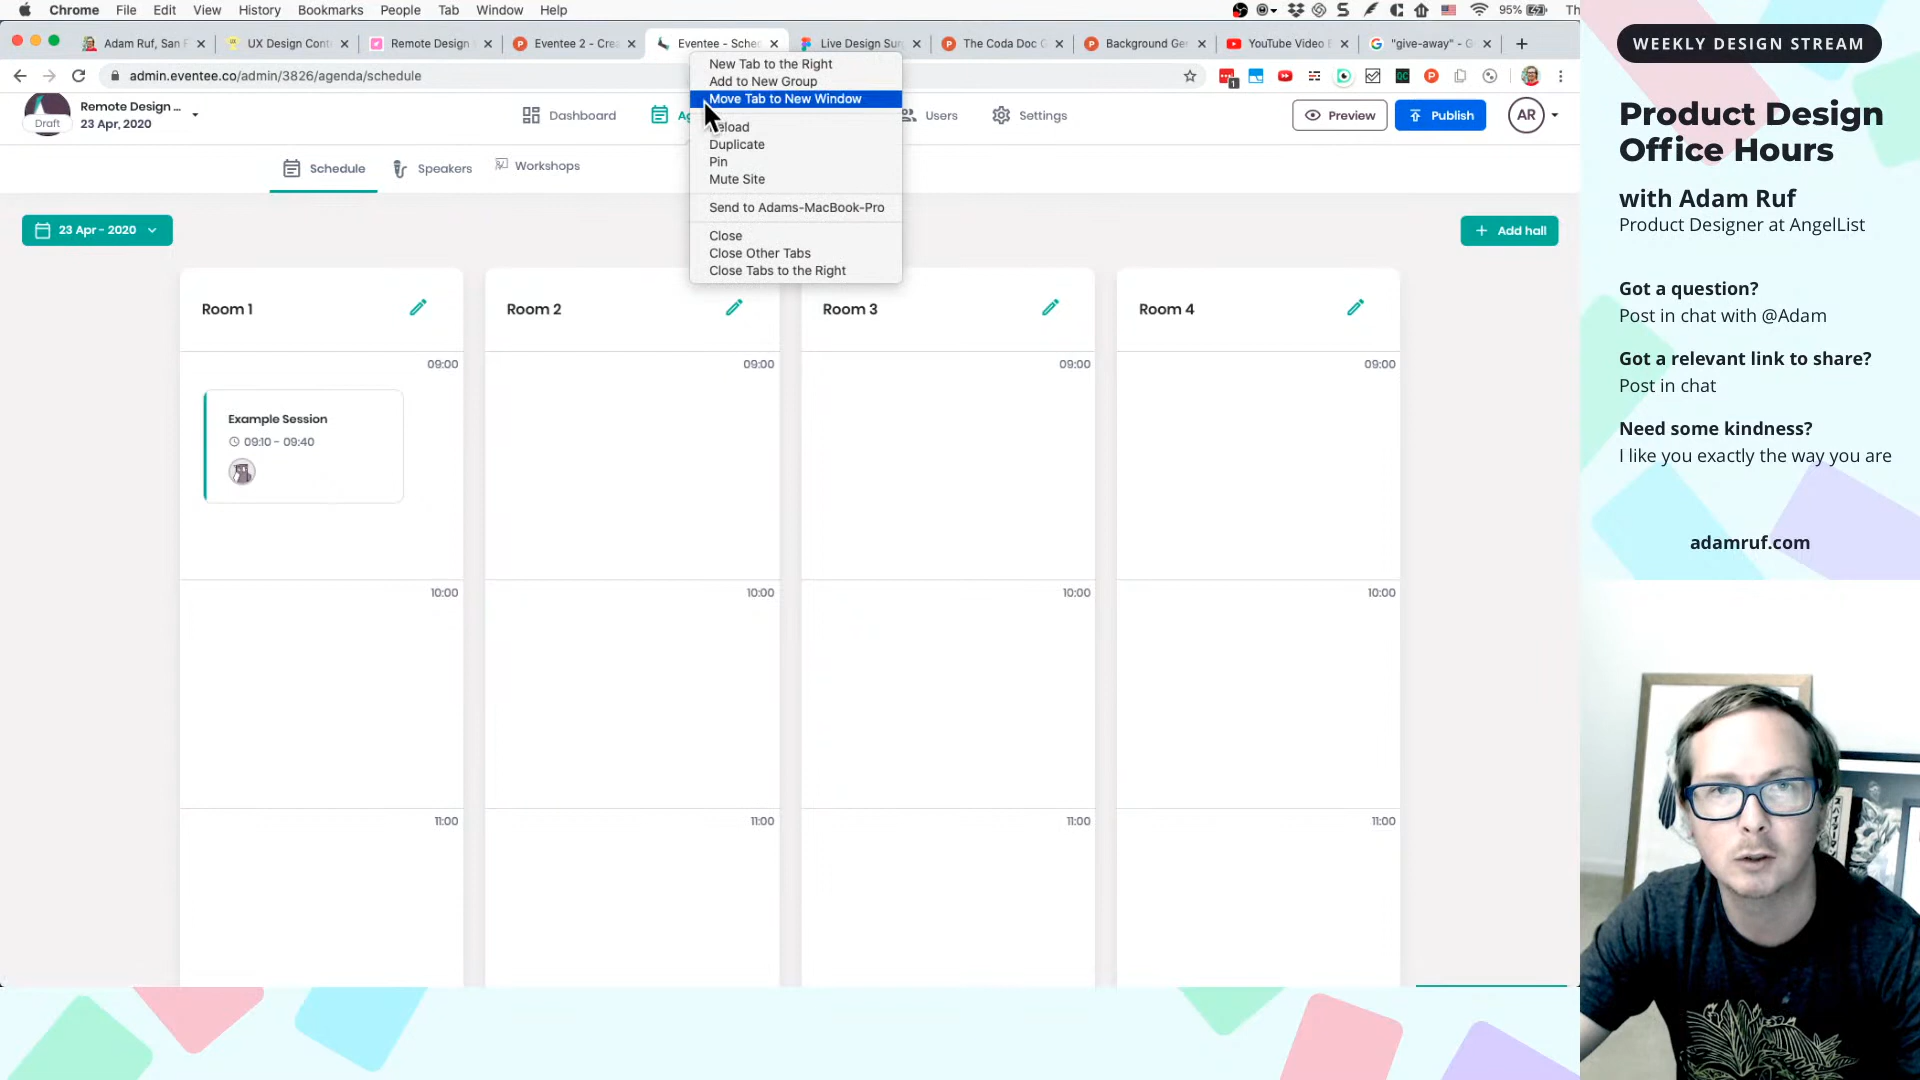 Chrome File Edit View History Bookmarks People Tab Window Help
95%
Th
Adam Ruf, San F
UX Design Cont
Remote Design
Eventee 2 - Crea
Eventee - Sched
Live Design Sur
The Coda Doc G
Background Ge
YouTube Video E
"give-away" - G
admin.eventee.co/admin/3826/agenda/schedule
Draft
Remote Design ...
23 Apr, 2020
Dashboard
Users
Settings
Preview
Publish
AR
New Tab to the Right
Add to New Group
Move Tab to New Window
Reload
Duplicate
Pin
Mute Site
Send to Adams-MacBook-Pro
Close
Close Other Tabs
Close Tabs to the Right
Schedule
Speakers
Workshops
23 Apr - 2020
+ Add hall
Room 1
Room 2
Room 3
Room 4
09:00
09:00
09:00
09:00
Example Session
09:10 - 09:40
10:00
10:00
10:00
10:00
11:00
11:00
11:00
11:00
WEEKLY DESIGN STREAM
Product Design
Office Hours
with Adam Ruf
Product Designer at AngelList
Got a question?
Post in chat with @Adam
Got a relevant link to share?
Post in chat
Need some kindness?
I like you exactly the way you are
adamruf.com